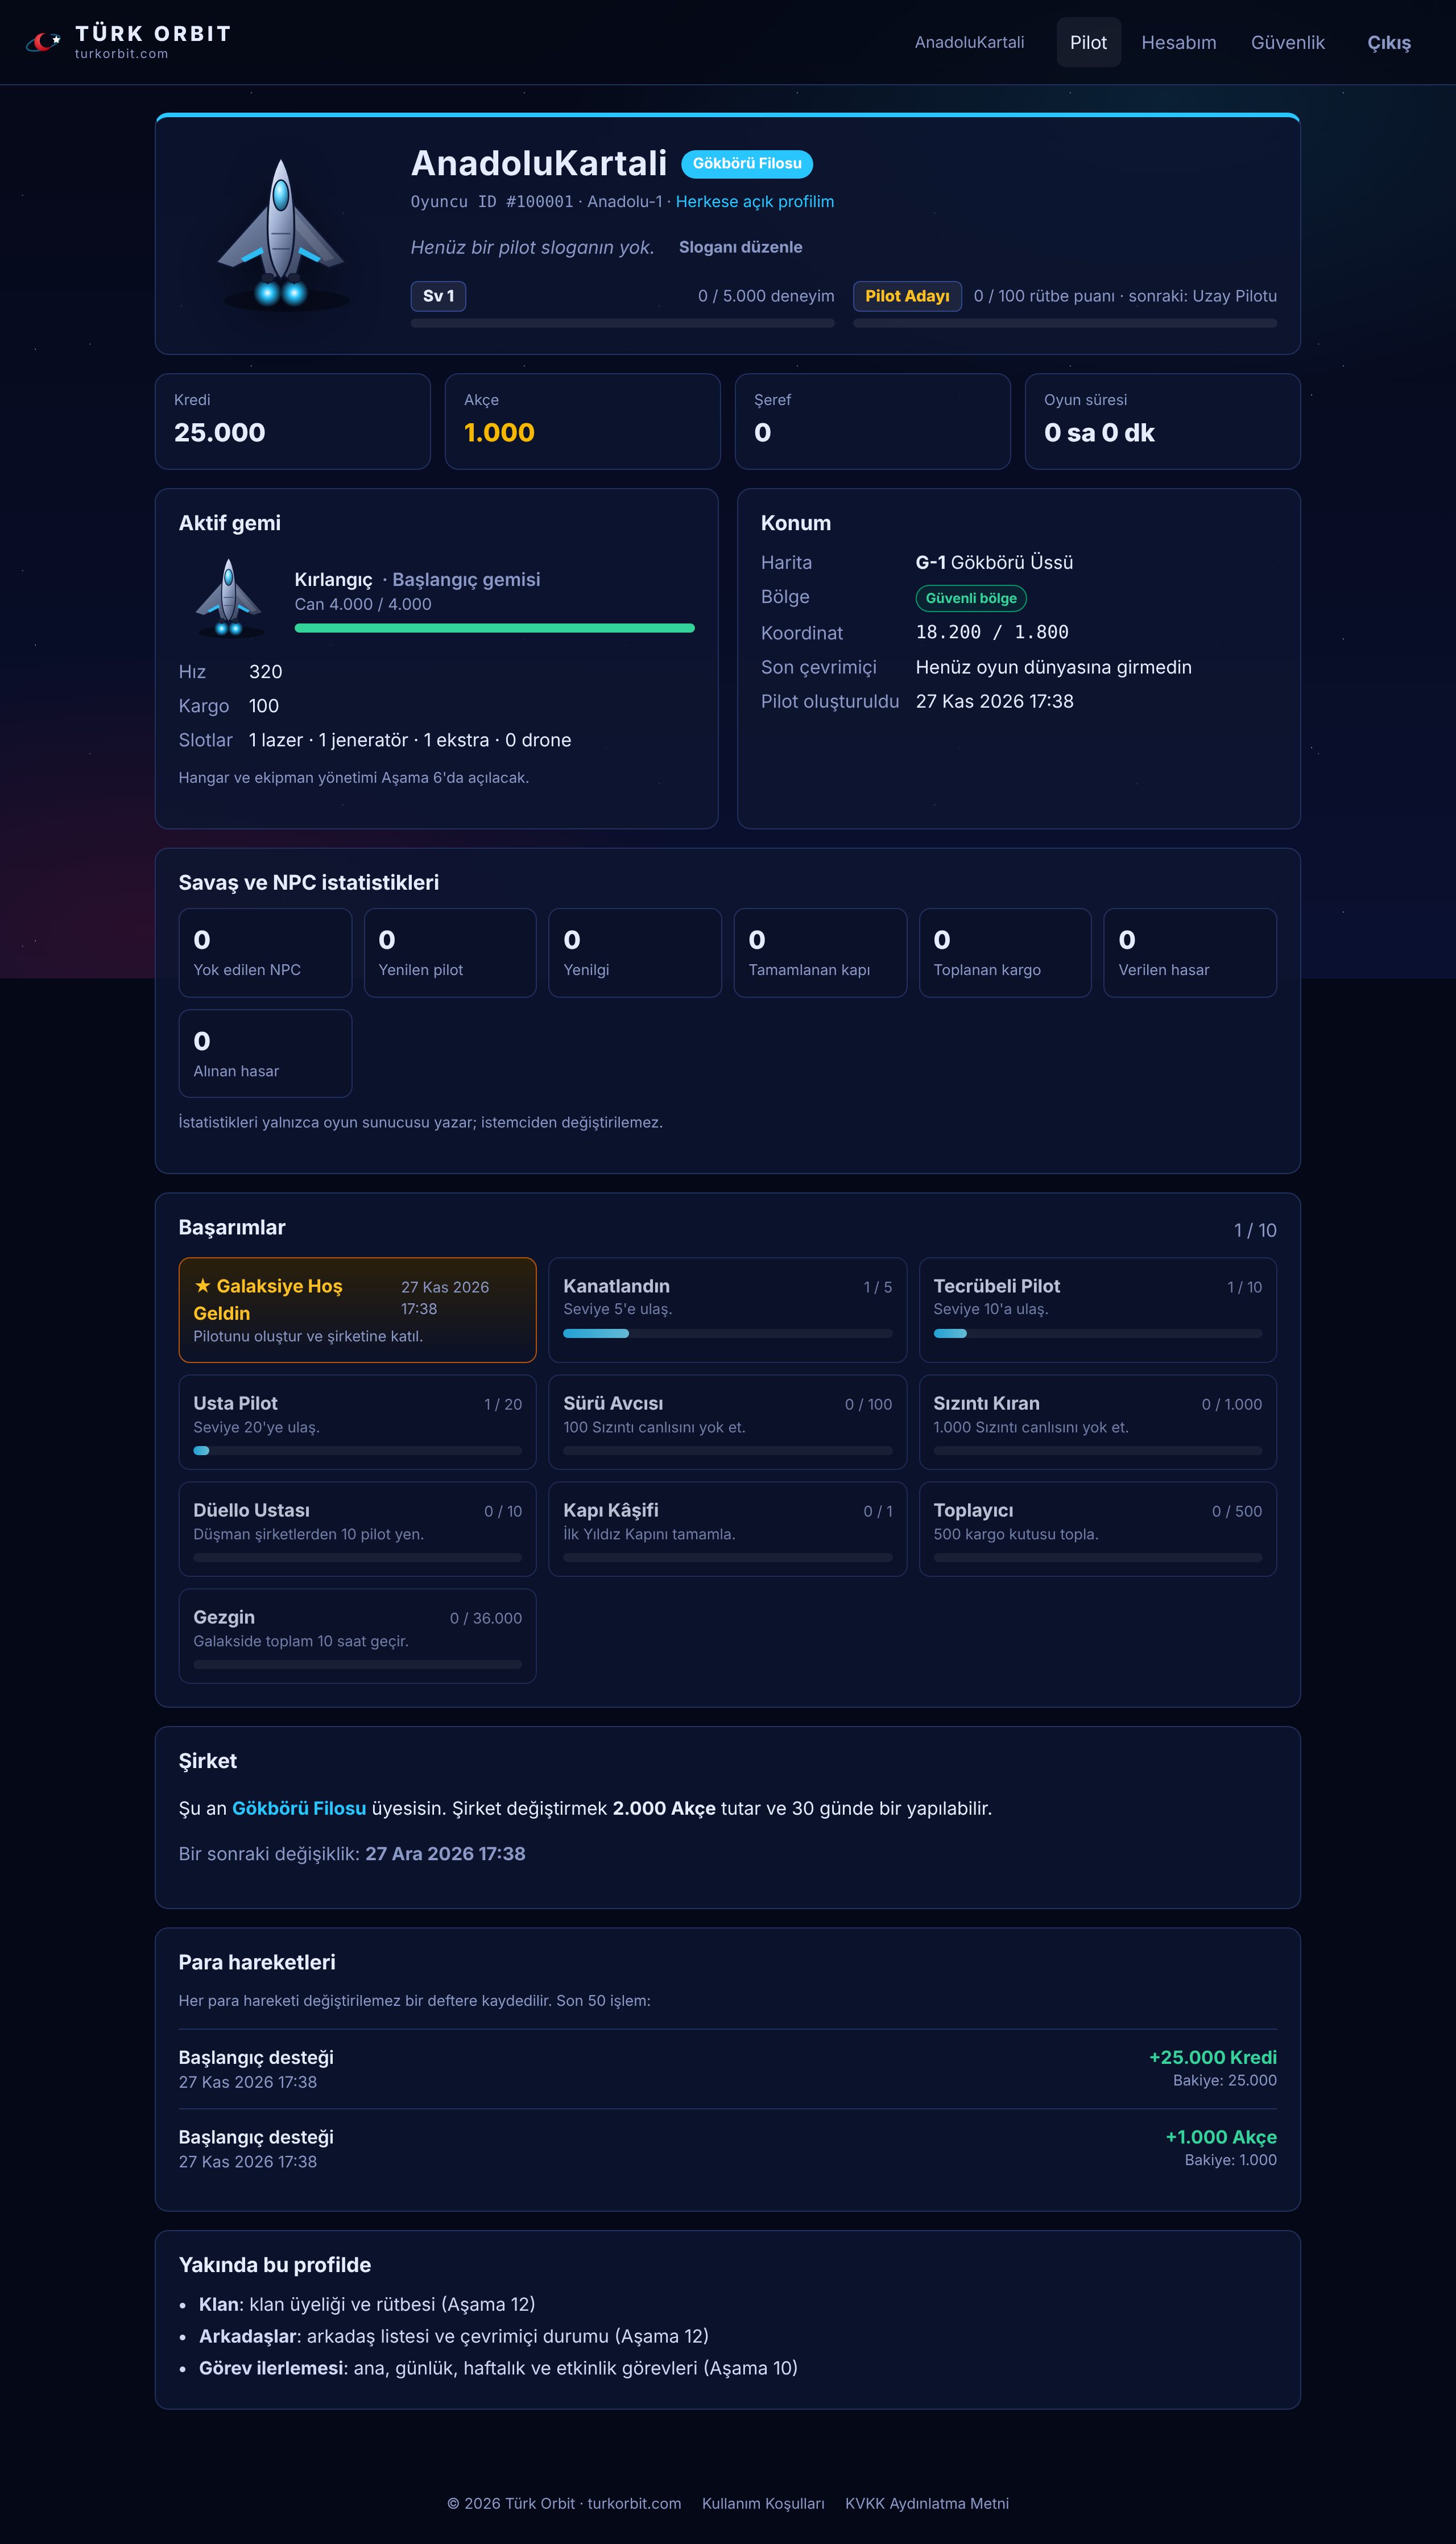 TÜRK ORBIT
turkorbit.com
AnadoluKartali
Pilot
Hesabım
Güvenlik
Çıkış
AnadoluKartali
Gökbörü Filosu
Oyuncu ID #100001 · Anadolu-1 · Herkese açık profilim
Henüz bir pilot sloganın yok.
Sloganı düzenle
Sv 1
0 / 5.000 deneyim
Pilot Adayı
0 / 100 rütbe puanı · sonraki: Uzay Pilotu
Kredi
25.000
Akçe
1.000
Şeref
0
Oyun süresi
0 sa 0 dk
Aktif gemi
Kırlangıç · Başlangıç gemisi
Can 4.000 / 4.000
Hız 320
Kargo 100
Slotlar 1 lazer · 1 jeneratör · 1 ekstra · 0 drone
Hangar ve ekipman yönetimi Aşama 6'da açılacak.
Konum
Harita G-1 Gökbörü Üssü
Bölge Güvenli bölge
Koordinat 18.200 / 1.800
Son çevrimiçi Henüz oyun dünyasına girmedin
Pilot oluşturuldu 27 Kas 2026 17:38
Savaş ve NPC istatistikleri
0
Yok edilen NPC
0
Yenilen pilot
0
Yenilgi
0
Tamamlanan kapı
0
Toplanan kargo
0
Verilen hasar
0
Alınan hasar
İstatistikleri yalnızca oyun sunucusu yazar; istemciden değiştirilemez.
Başarımlar
1 / 10
★ Galaksiye Hoş
Geldin
27 Kas 2026
17:38
Pilotunu oluştur ve şirketine katıl.
Kanatlandın
1 / 5
Seviye 5'e ulaş.
Tecrübeli Pilot
1 / 10
Seviye 10'a ulaş.
Usta Pilot
1 / 20
Seviye 20'ye ulaş.
Sürü Avcısı
0 / 100
100 Sızıntı canlısını yok et.
Sızıntı Kıran
0 / 1.000
1.000 Sızıntı canlısını yok et.
Düello Ustası
0 / 10
Düşman şirketlerden 10 pilot yen.
Kapı Kâşifi
0 / 1
İlk Yıldız Kapını tamamla.
Toplayıcı
0 / 500
500 kargo kutusu topla.
Gezgin
0 / 36.000
Galakside toplam 10 saat geçir.
Şirket
Şu an Gökbörü Filosu üyesisin. Şirket değiştirmek 2.000 Akçe tutar ve 30 günde bir yapılabilir.
Bir sonraki değişiklik: 27 Ara 2026 17:38
Para hareketleri
Her para hareketi değiştirilemez bir deftere kaydedilir. Son 50 işlem:
Başlangıç desteği
27 Kas 2026 17:38
+25.000 Kredi
Bakiye: 25.000
Başlangıç desteği
27 Kas 2026 17:38
+1.000 Akçe
Bakiye: 1.000
Yakında bu profilde
• Klan: klan üyeliği ve rütbesi (Aşama 12)
• Arkadaşlar: arkadaş listesi ve çevrimiçi durumu (Aşama 12)
• Görev ilerlemesi: ana, günlük, haftalık ve etkinlik görevleri (Aşama 10)
© 2026 Türk Orbit · turkorbit.com
Kullanım Koşulları
KVKK Aydınlatma Metni